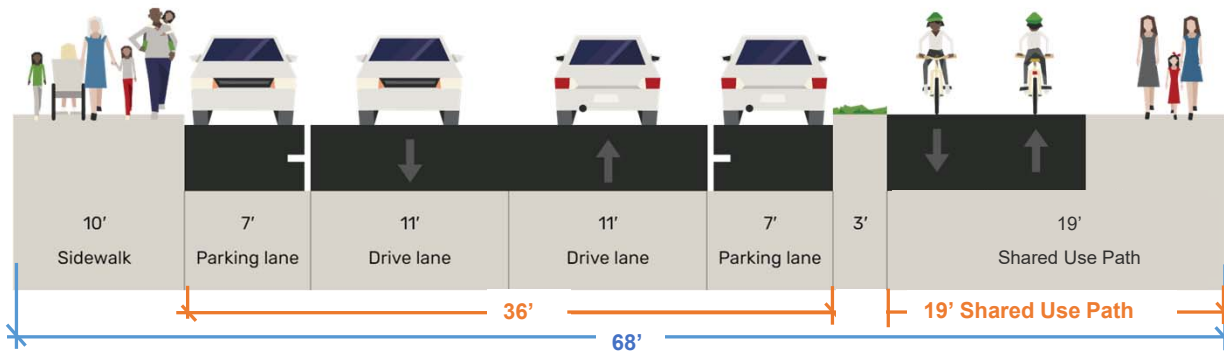 10′ 7′ 11′ 11′ 7′ 3′ 19’
Sidewalk Parking lane Drive lane Drive lane Parking lane Shared Use Path
36’ 19’ Shared Use Path
68’